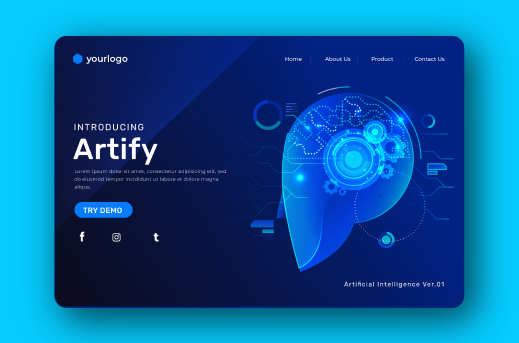 yourlogo
Home
About Us
Product
Contact Us
INTRODUCING
Artify
Lorem ipsum dolor sit amet, consectetur adipisicing elit, sed
do eiusmod tempor incididunt ut labore et dolore magna
aliqua.
TRY DEMO
Artificial Intelligence Ver.01